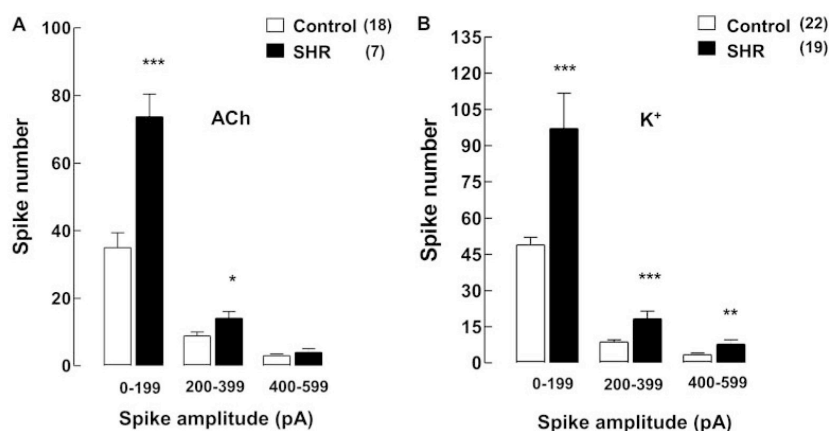 A
Control (18)
SHR (7)
ACh
***
*
Spike number
100
80
60
40
20
0
0-199 200-399 400-599
Spike amplitude (pA)
B
Control (22)
SHR (19)
K⁺
***
***
**
Spike number
135
120
105
90
75
60
45
30
15
0
0-199 200-399 400-599
Spike amplitude (pA)